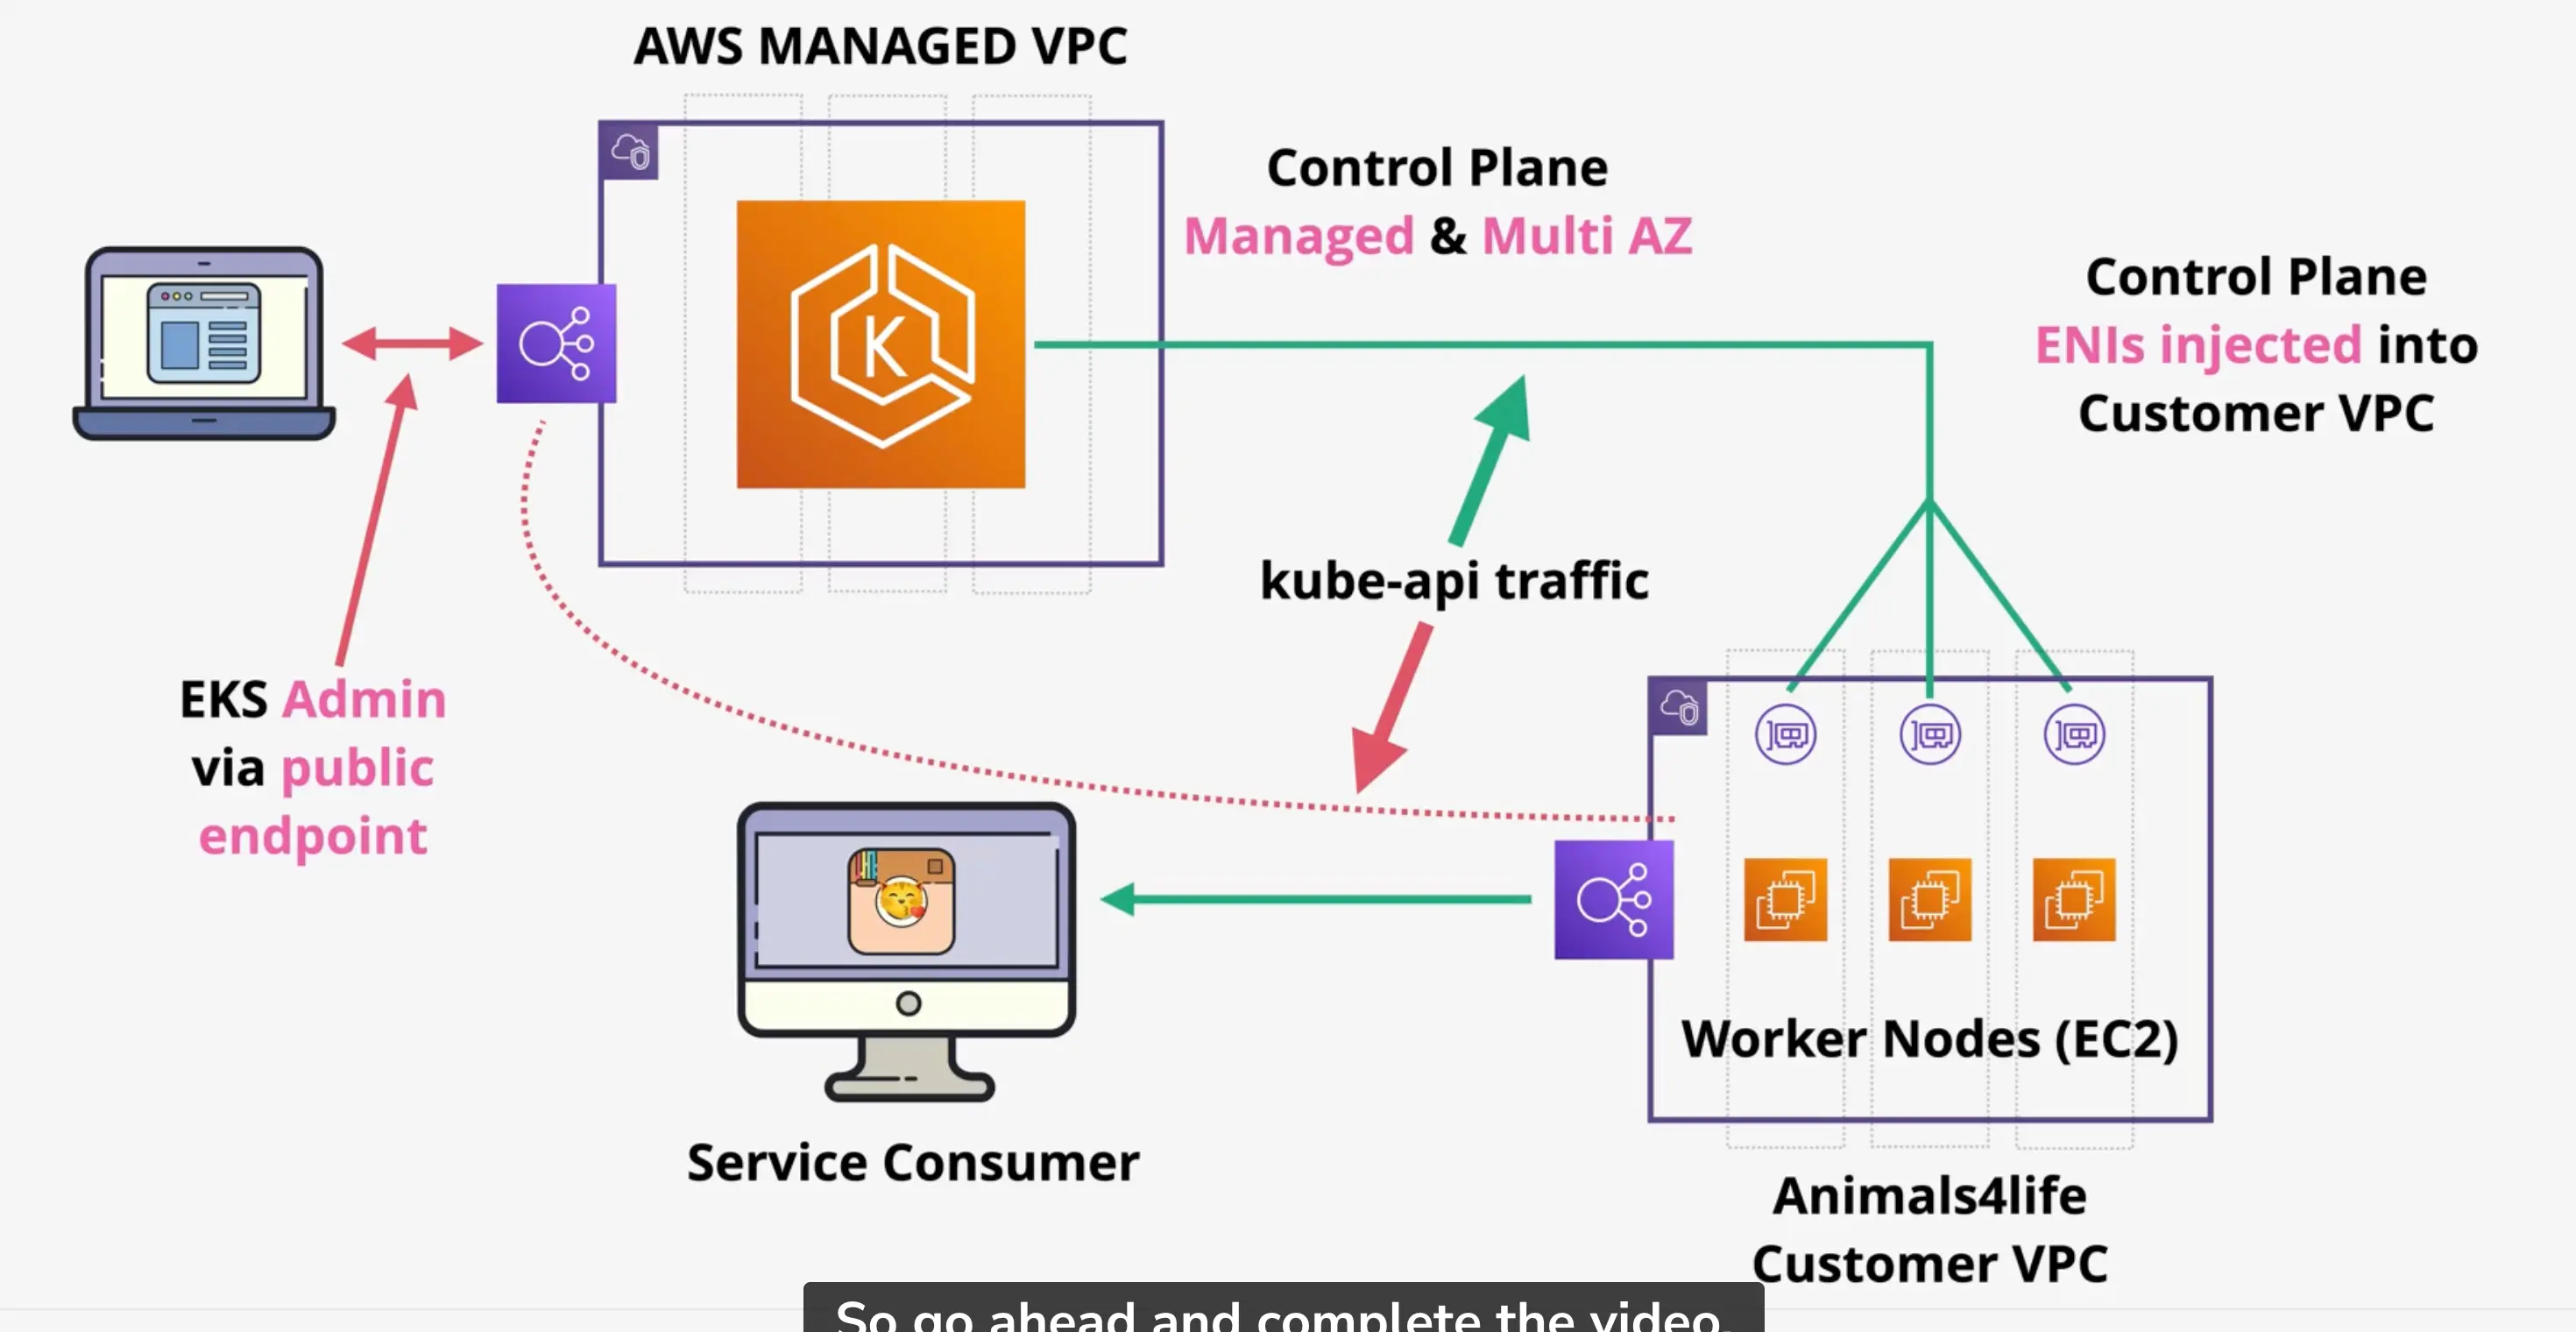 AWS MANAGED VPC
Control Plane
Managed & Multi AZ
Control Plane
ENIs injected into
Customer VPC
K
kube-api traffic
EKS Admin
via public
endpoint
Worker Nodes (EC2)
Service Consumer
Animals4life
Customer VPC
So go ahead and complete the video.